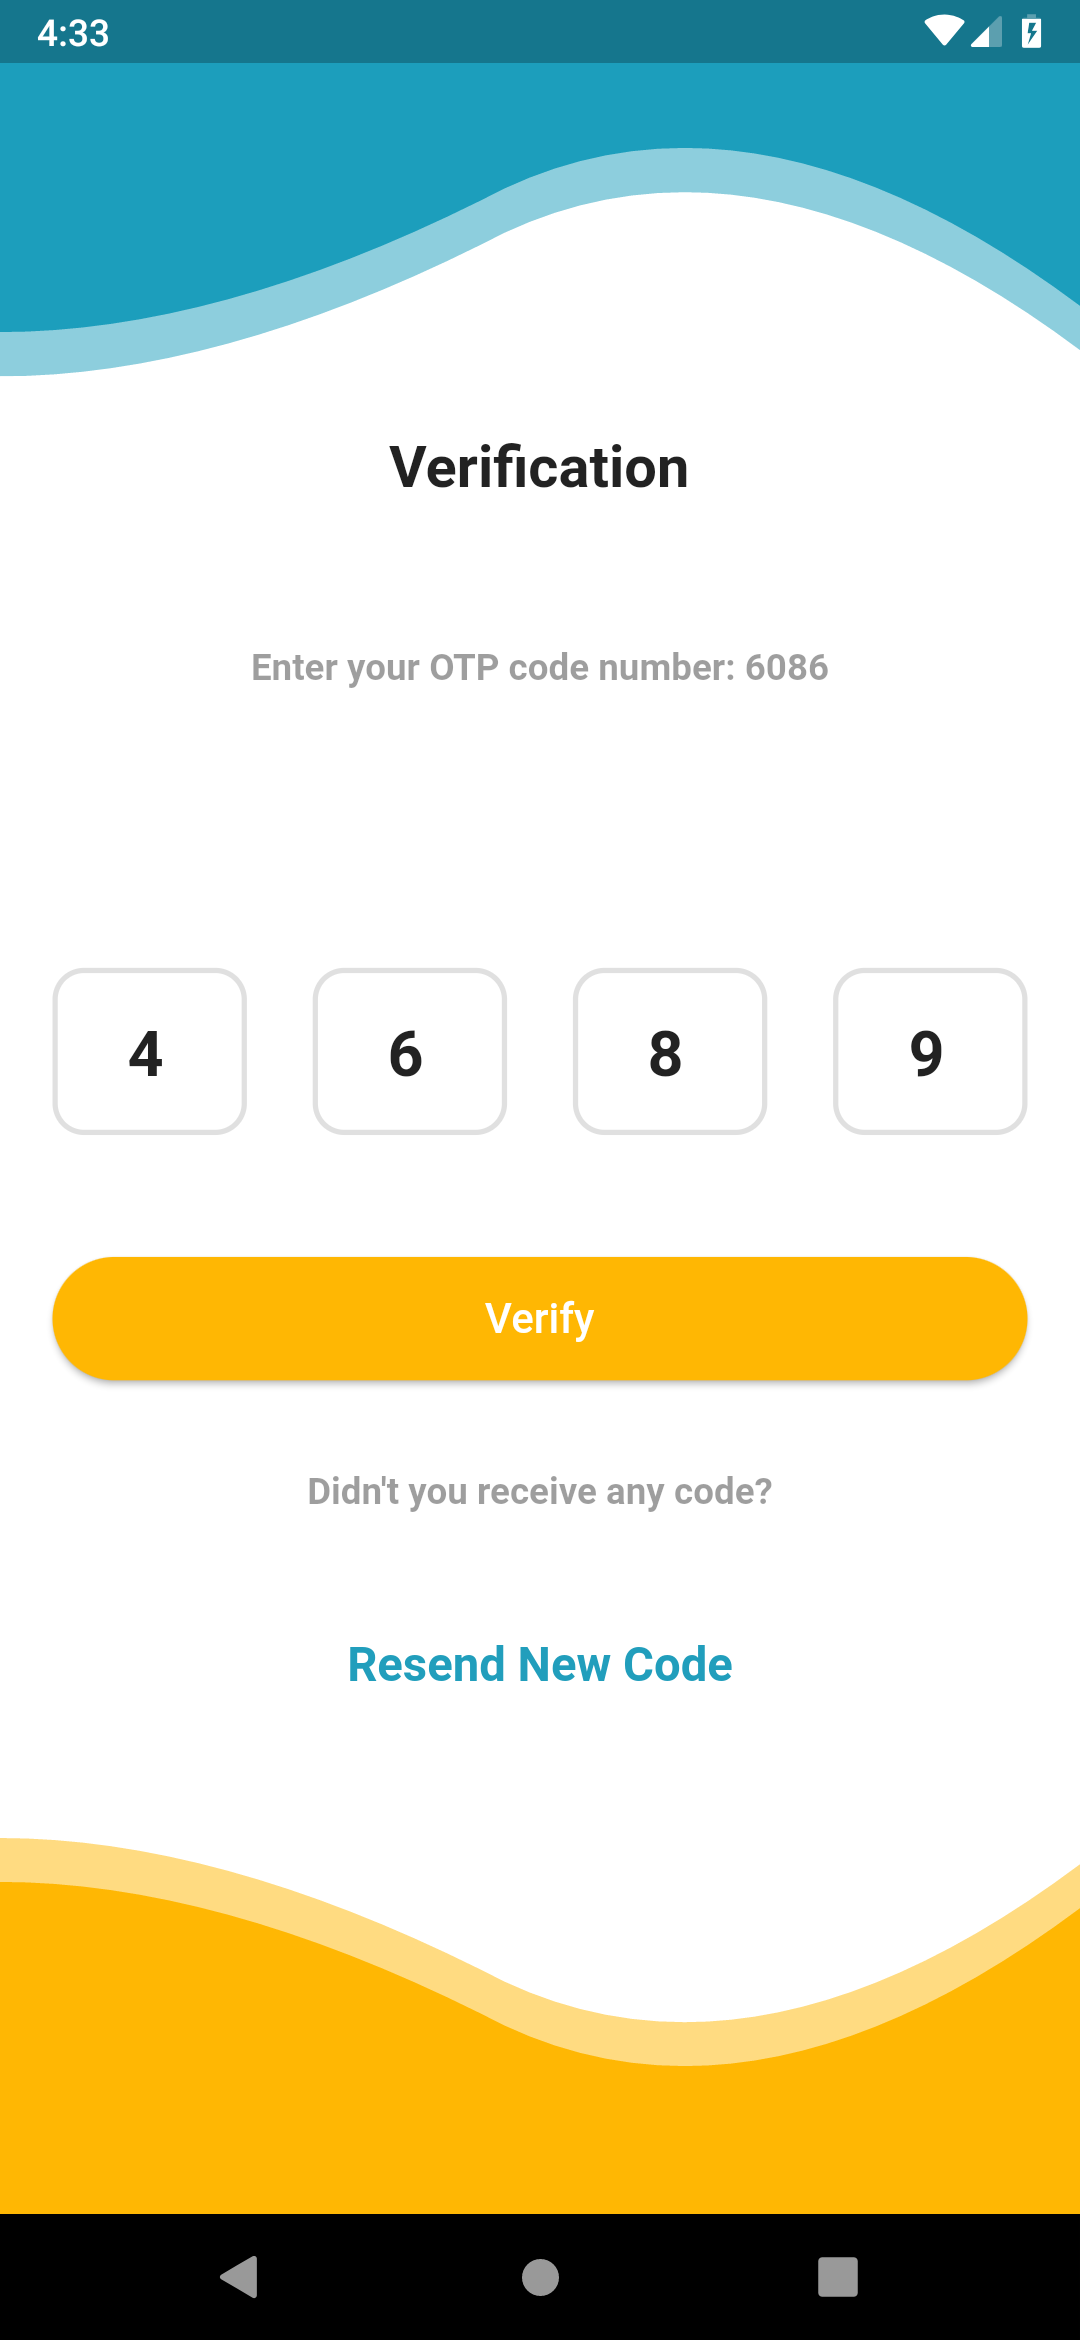 4:33
Verification
Enter your OTP code number: 6086
4 6 8 9
Verify
Didn't you receive any code?
Resend New Code